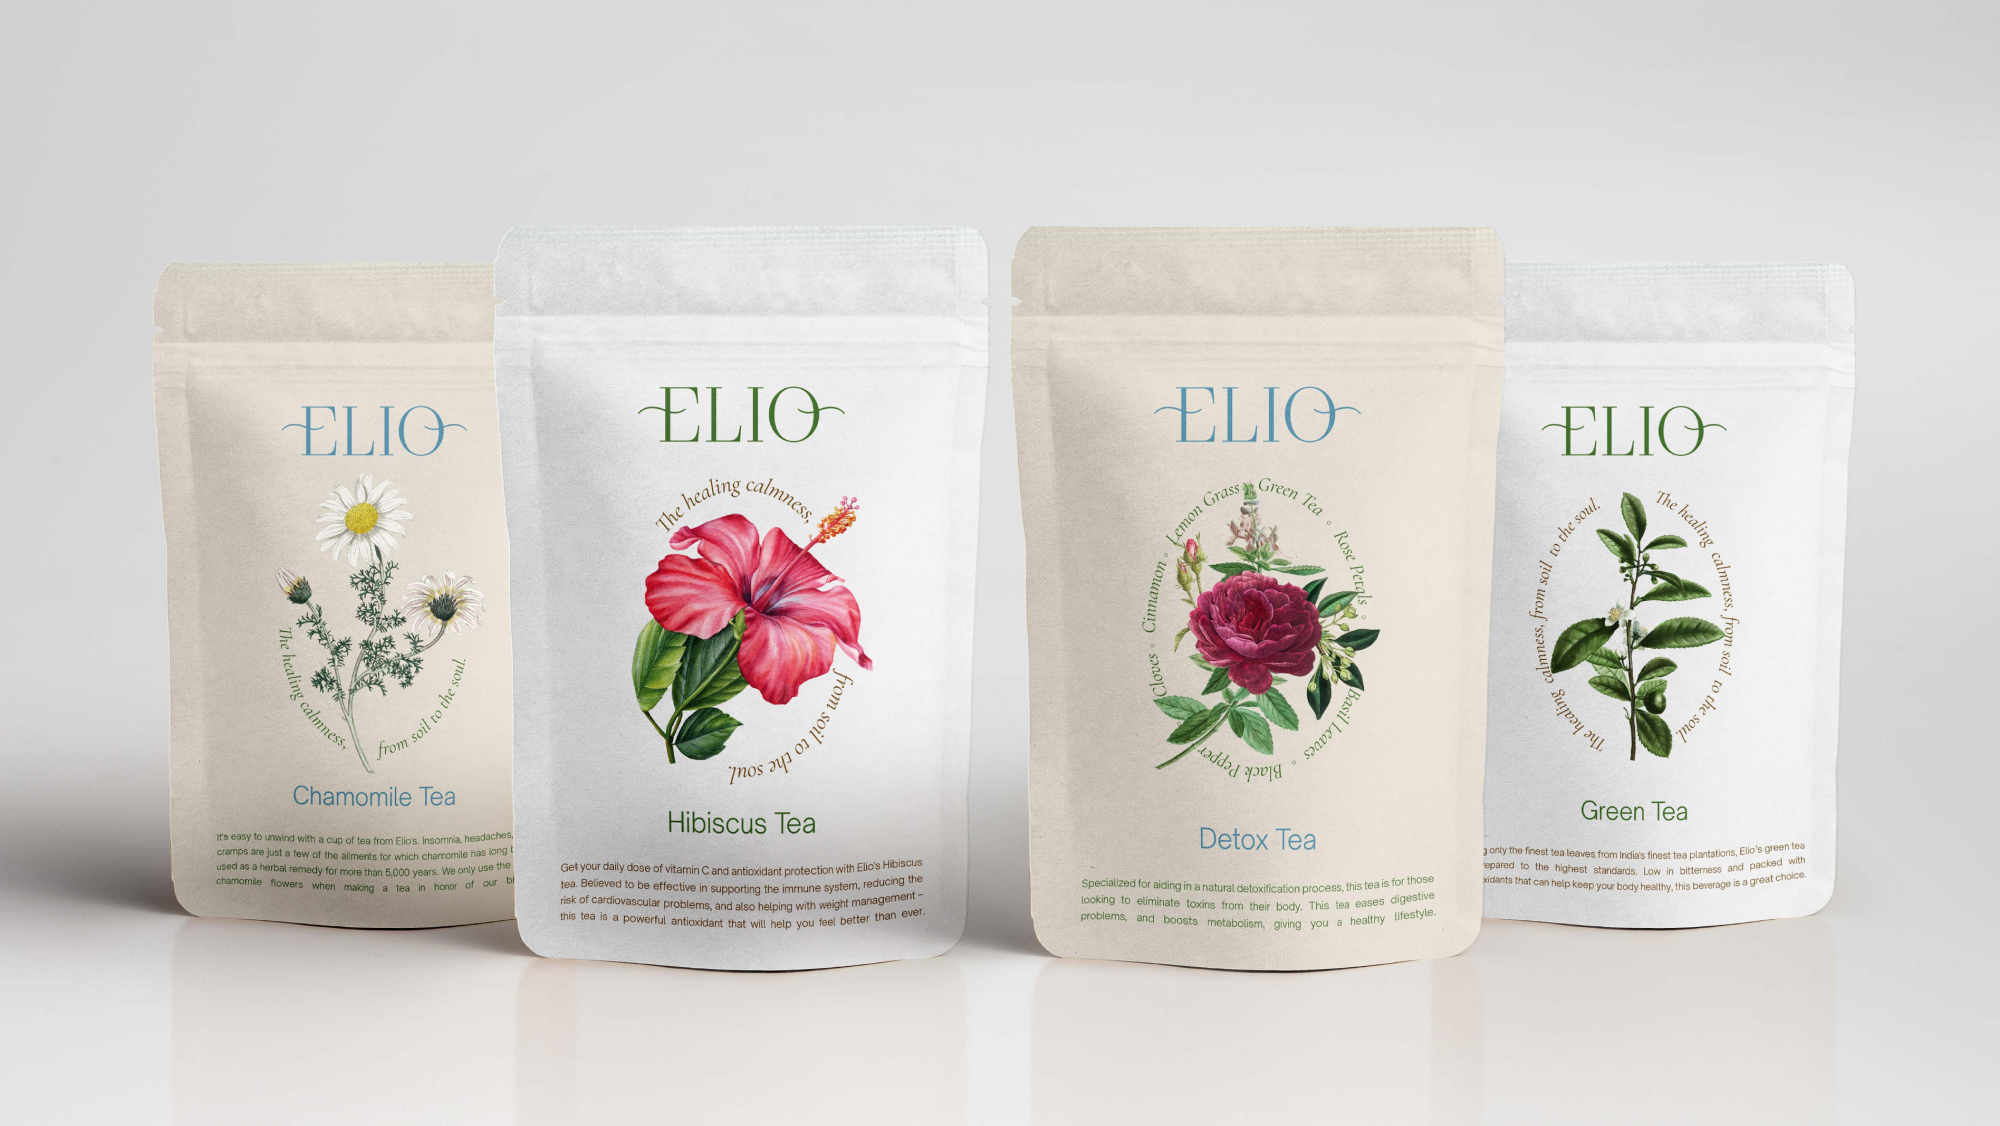 ELIO
The healing calmness,
from soil to the soul.
Chamomile Tea
It's easy to unwind with a cup of tea from Elio's. Insomnia, headaches,
cramps are just a few of the ailments for which chamomile has long
used as a herbal remedy for more than 5,000 years. We only use the
chamomile flowers when making a tea in honor of our
ELIO
The healing calmness,
from soil to the soul.
Hibiscus Tea
Get your daily dose of vitamin C and antioxidant protection with Elio's Hibiscus
tea. Believed to be effective in supporting the immune system, reducing the
risk of cardiovascular problems, and also helping with weight management –
this tea is a powerful antioxidant that will help you feel better than ever.
ELIO
Green Tea ◦ Rose Petals ◦ Basil Leaves ◦ Black Pepper ◦ Cloves ◦ Cinnamon ◦ Lemon Grass ◦
Detox Tea
Specialized for aiding in a natural detoxification process, this tea is for those
looking to eliminate toxins from their body. This tea eases digestive
problems, and boosts metabolism, giving you a healthy lifestyle.
ELIO
The healing calmness, from soil to the soul.
The healing calmness, from soil to the soul.
Green Tea
only the finest tea leaves from India's finest tea plantations, Elio's green tea
to the highest standards. Low in bitterness and packed with
that can help keep your body healthy, this beverage is a great choice.